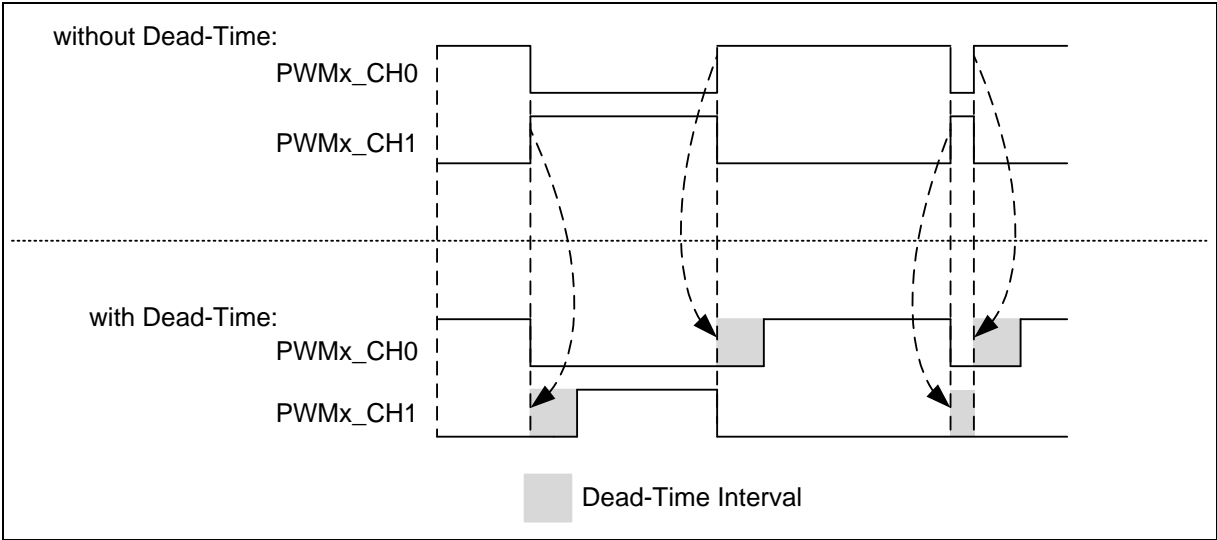 without Dead-Time:
PWMx_CH0
PWMx_CH1
with Dead-Time:
PWMx_CH0
PWMx_CH1
Dead-Time Interval